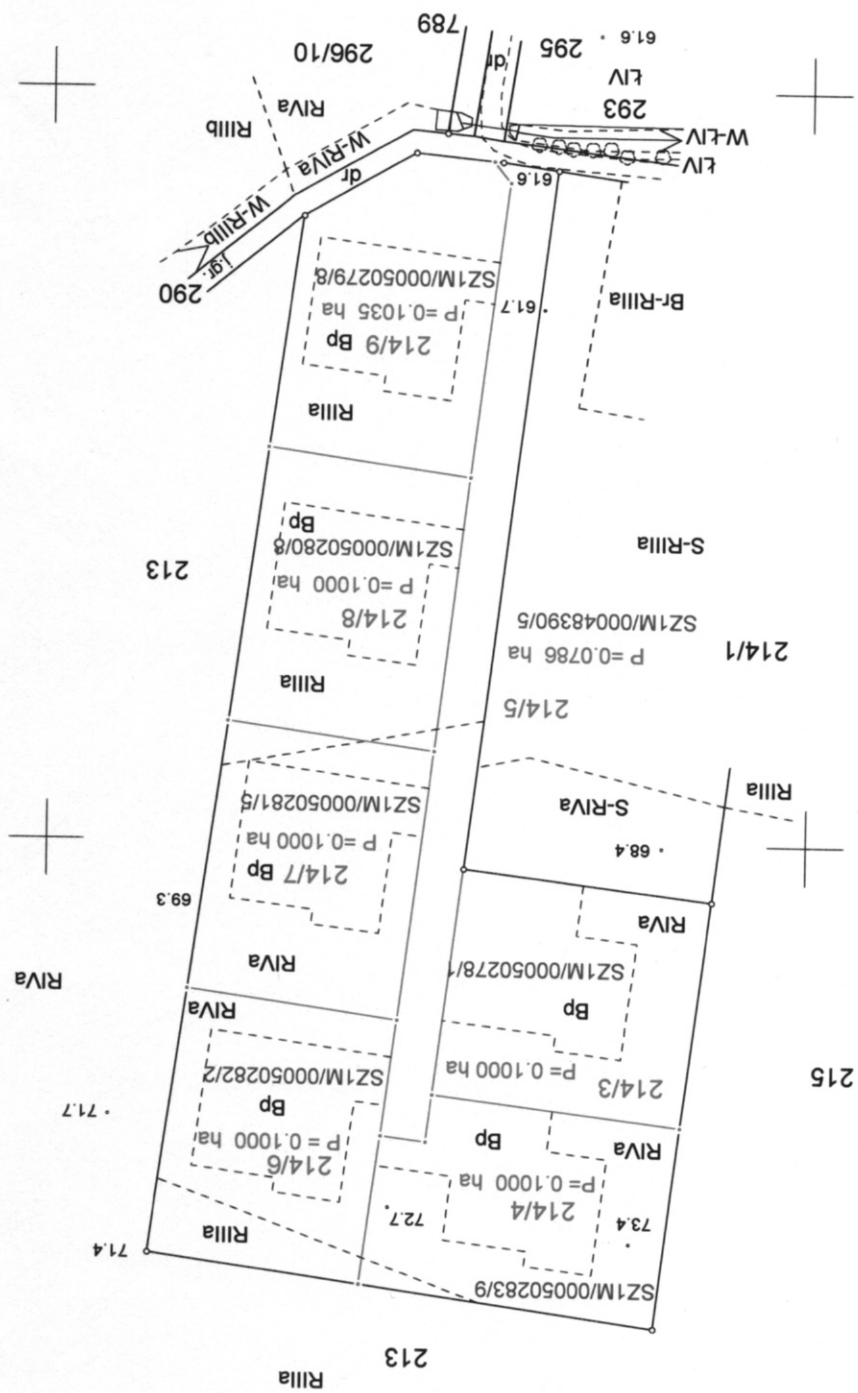 RIIIa
213
SZ1M/00050283/9
71.4
73.4
72.7
RIIIa
214/4
P=0.1000 ha
RIVa
Bp
214/6
P = 0.1000 ha
Bp
SZ1M/00050282/2
71.7
215
214/3
P= 0.1000 ha
Bp
SZ1M/00050278/1
RIVa
RIVa
RIVa
RIVa
69.3
68.4
S-RIVa
RIIIa
214/7 Bp
P =0.1000 ha
SZ1M/00050281/5
214/5
P =0.0786 ha
SZ1M/00048390/5
214/1
S-RIIIa
RIIIa
214/8
P =0.1000 ha
SZ1M/00050280/8
Bp
213
RIIIa
214/9 Bp
P =0.1035 ha
SZ1M/00050279/8
Br-RIIIa
61.7
290
j.gr.
W-RIIIb
61.6
dr
W-RIVa
ŁIV
W-ŁIV
293
ŁIV
RIIIb
RIVa
296/10
dr
295
61.6
789